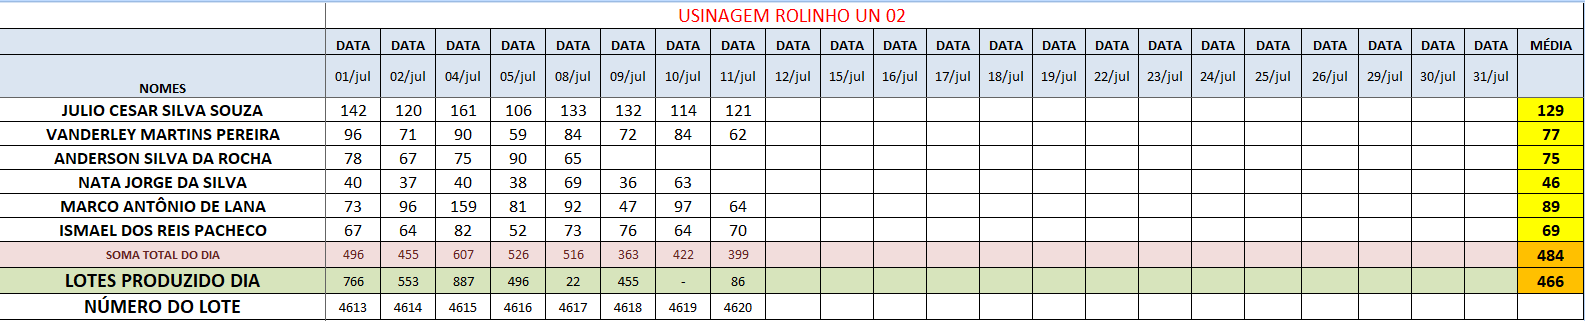 USINAGEM ROLINHO UN 02
DATA DATA DATA DATA DATA DATA DATA DATA DATA DATA DATA DATA DATA DATA DATA DATA DATA DATA DATA DATA DATA DATA MÉDIA
NOMES 01/jul 02/jul 04/jul 05/jul 08/jul 09/jul 10/jul 11/jul 12/jul 15/jul 16/jul 17/jul 18/jul 19/jul 22/jul 23/jul 24/jul 25/jul 26/jul 29/jul 30/jul 31/jul
JULIO CESAR SILVA SOUZA 142 120 161 106 133 132 114 121 129
VANDERLEY MARTINS PEREIRA 96 71 90 59 84 72 84 62 77
ANDERSON SILVA DA ROCHA 78 67 75 90 65 75
NATA JORGE DA SILVA 40 37 40 38 69 36 63 46
MARCO ANTÔNIO DE LANA 73 96 159 81 92 47 97 64 89
ISMAEL DOS REIS PACHECO 67 64 82 52 73 76 64 70 69
SOMA TOTAL DO DIA 496 455 607 526 516 363 422 399 484
LOTES PRODUZIDO DIA 766 553 887 496 22 455 - 86 466
NÚMERO DO LOTE 4613 4614 4615 4616 4617 4618 4619 4620